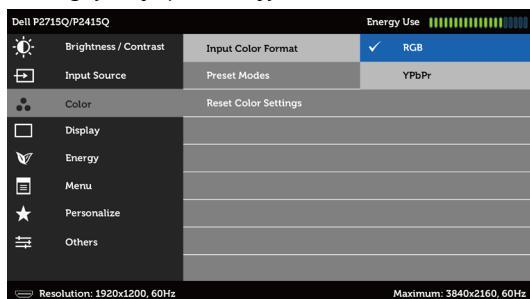 Dell P2715Q/P2415Q Energy Use
Brightness / Contrast Input Color Format ✓ RGB
Input Source Preset Modes YPbPr
Color Reset Color Settings
Display
Energy
Menu
Personalize
Others
Resolution: 1920x1200, 60Hz Maximum: 3840x2160, 60Hz